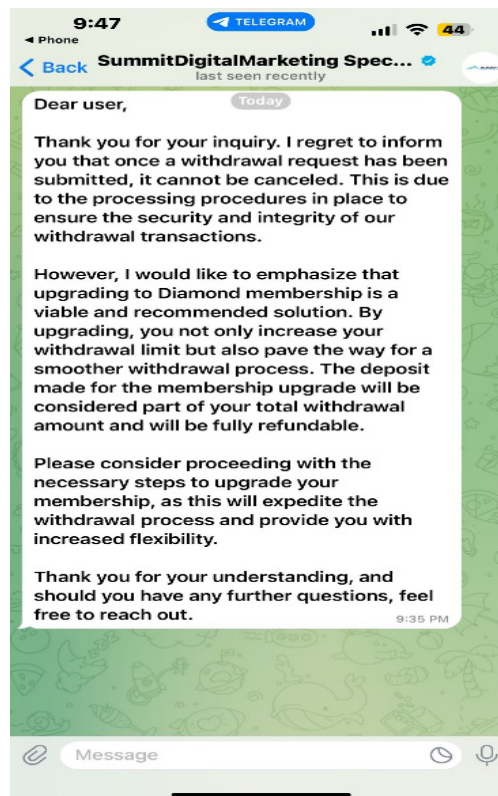 9:47
TELEGRAM
44
Phone
Back
SummitDigitalMarketing Spec...
last seen recently
Today
Dear user,
Thank you for your inquiry. I regret to inform
you that once a withdrawal request has been
submitted, it cannot be canceled. This is due
to the processing procedures in place to
ensure the security and integrity of our
withdrawal transactions.
However, I would like to emphasize that
upgrading to Diamond membership is a
viable and recommended solution. By
upgrading, you not only increase your
withdrawal limit but also pave the way for a
smoother withdrawal process. The deposit
made for the membership upgrade will be
considered part of your total withdrawal
amount and will be fully refundable.
Please consider proceeding with the
necessary steps to upgrade your
membership, as this will expedite the
withdrawal process and provide you with
increased flexibility.
Thank you for your understanding, and
should you have any further questions, feel
free to reach out.
9:35 PM
Message